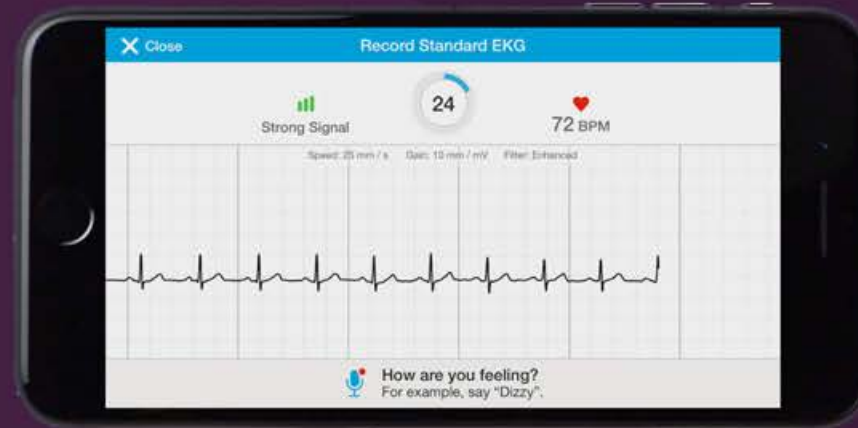 Close
Record Standard EKG
Strong Signal
24
72 BPM
Speed: 25 mm / s Gain: 10 mm / mV Filter: Enhanced
How are you feeling?
For example, say “Dizzy”.